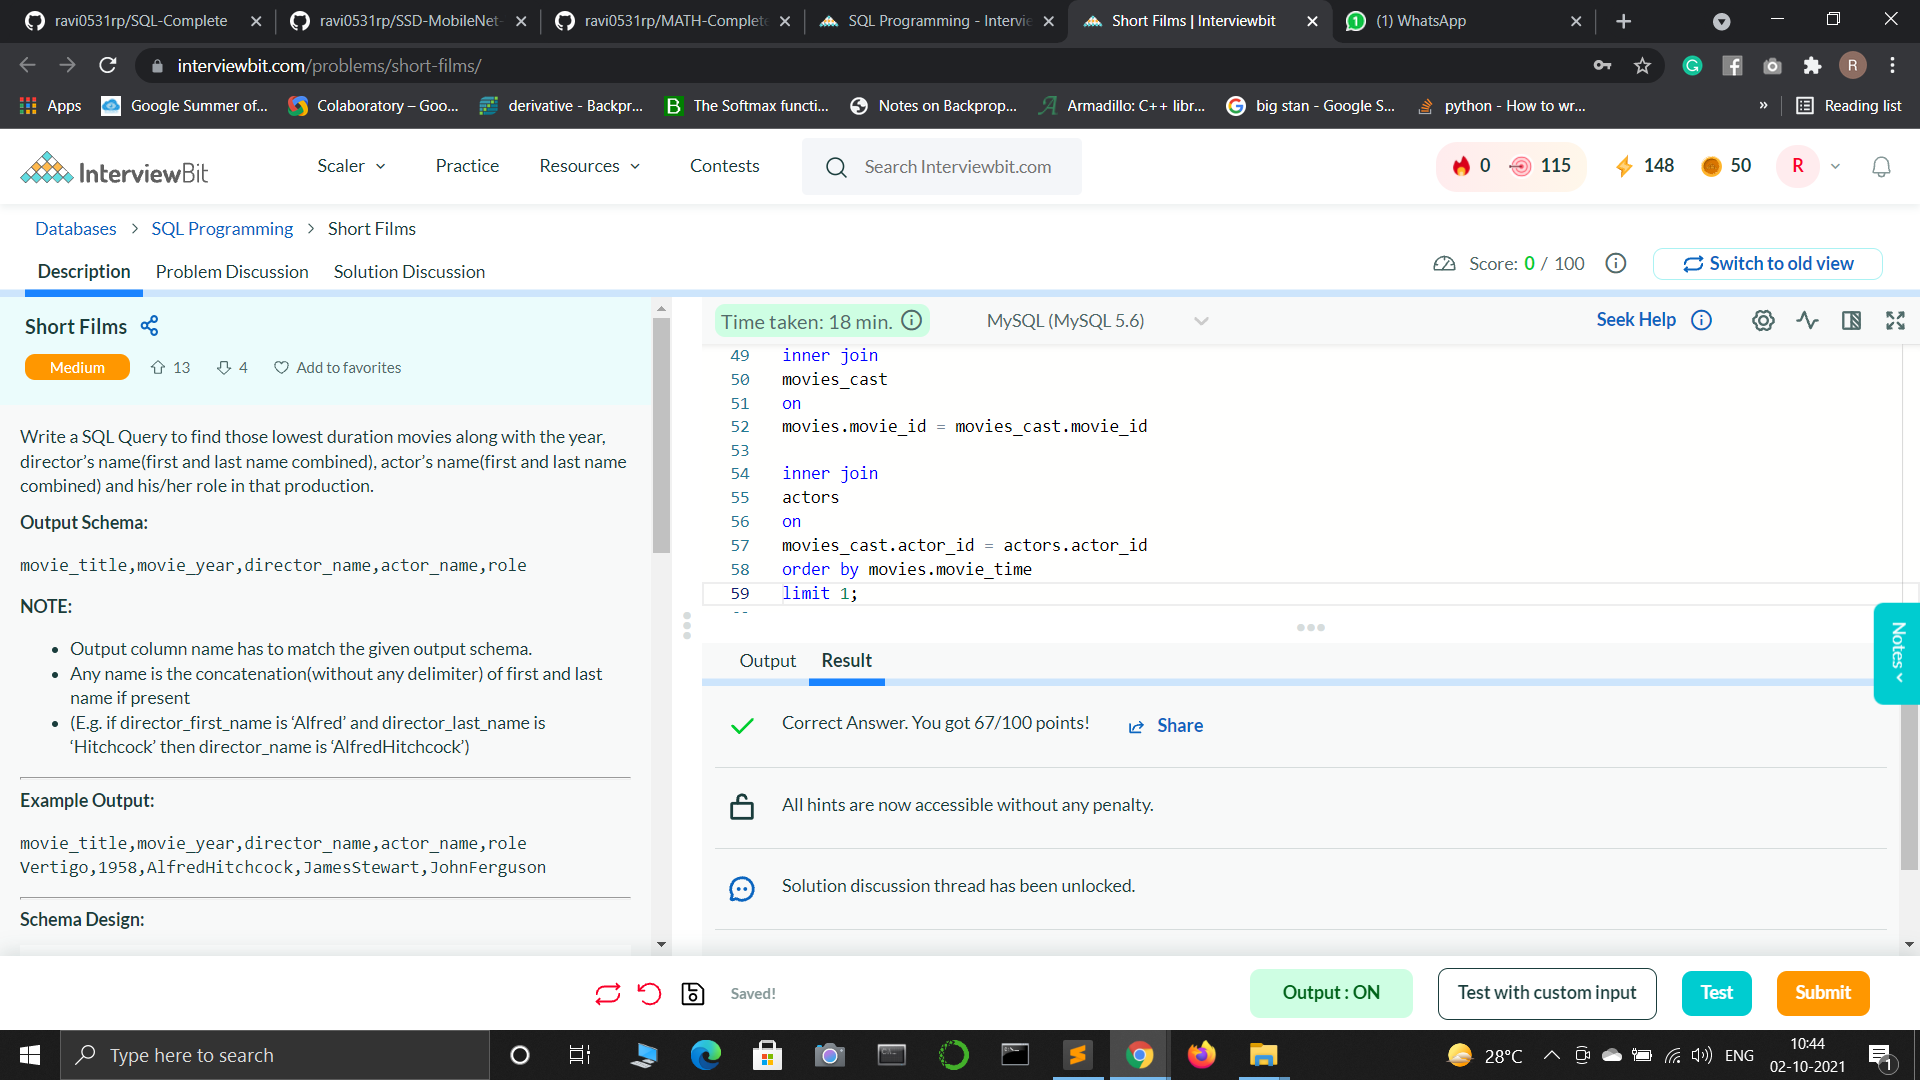 ravi0531rp/SQL-Complete
ravi0531rp/SSD-MobileNet-
ravi0531rp/MATH-Complete
SQL Programming - Intervie
Short Films | Interviewbit
(1) WhatsApp
interviewbit.com/problems/short-films/
R
Apps
Google Summer of...
Colaboratory – Goo...
derivative - Backpr...
The Softmax functi...
Notes on Backprop...
Armadillo: C++ libr...
big stan - Google S...
python - How to wr...
»
Reading list
InterviewBit
Scaler
Practice
Resources
Contests
Search Interviewbit.com
0
115
148
50
R
Databases > SQL Programming > Short Films
Description
Problem Discussion
Solution Discussion
Score: 0 / 100
Switch to old view
Short Films
Medium
13
4
Add to favorites
Write a SQL Query to find those lowest duration movies along with the year,
director’s name(first and last name combined), actor’s name(first and last name
combined) and his/her role in that production.
Output Schema:
movie_title,movie_year,director_name,actor_name,role
NOTE:
• Output column name has to match the given output schema.
• Any name is the concatenation(without any delimiter) of first and last
name if present
• (E.g. if director_first_name is ‘Alfred’ and director_last_name is
‘Hitchcock’ then director_name is ‘AlfredHitchcock’)
Example Output:
movie_title,movie_year,director_name,actor_name,role
Vertigo,1958,AlfredHitchcock,JamesStewart,JohnFerguson
Schema Design:
Time taken: 18 min.
MySQL (MySQL 5.6)
Seek Help
49 inner join
50 movies_cast
51 on
52 movies.movie_id = movies_cast.movie_id
53
54 inner join
55 actors
56 on
57 movies_cast.actor_id = actors.actor_id
58 order by movies.movie_time
59 limit 1;
Notes
Output
Result
Correct Answer. You got 67/100 points!
Share
All hints are now accessible without any penalty.
Solution discussion thread has been unlocked.
Saved!
Output : ON
Test with custom input
Test
Submit
Type here to search
28°C
ENG
10:44
02-10-2021
1